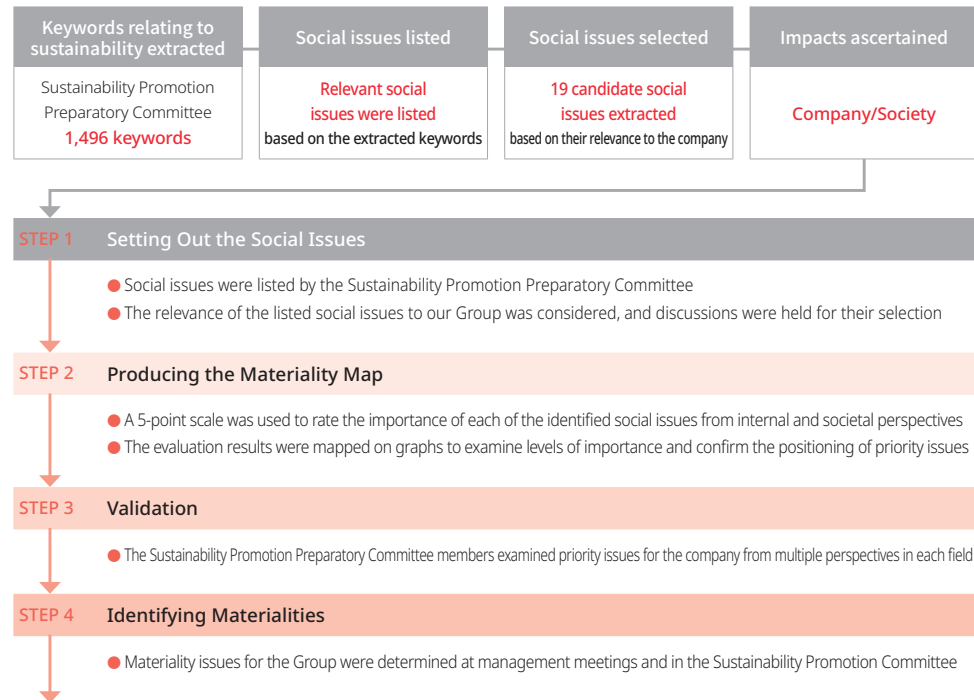 Keywords relating to
sustainability extracted
Sustainability Promotion
Preparatory Committee
1,496 keywords
Social issues listed
Relevant social
issues were listed
based on the extracted keywords
Social issues selected
19 candidate social
issues extracted
based on their relevance to the company
Impacts ascertained
Company/Society
STEP 1 Setting Out the Social Issues
● Social issues were listed by the Sustainability Promotion Preparatory Committee
● The relevance of the listed social issues to our Group was considered, and discussions were held for their selection
STEP 2 Producing the Materiality Map
● A 5-point scale was used to rate the importance of each of the identified social issues from internal and societal perspectives
● The evaluation results were mapped on graphs to examine levels of importance and confirm the positioning of priority issues
STEP 3 Validation
● The Sustainability Promotion Preparatory Committee members examined priority issues for the company from multiple perspectives in each field
STEP 4 Identifying Materialities
● Materiality issues for the Group were determined at management meetings and in the Sustainability Promotion Committee